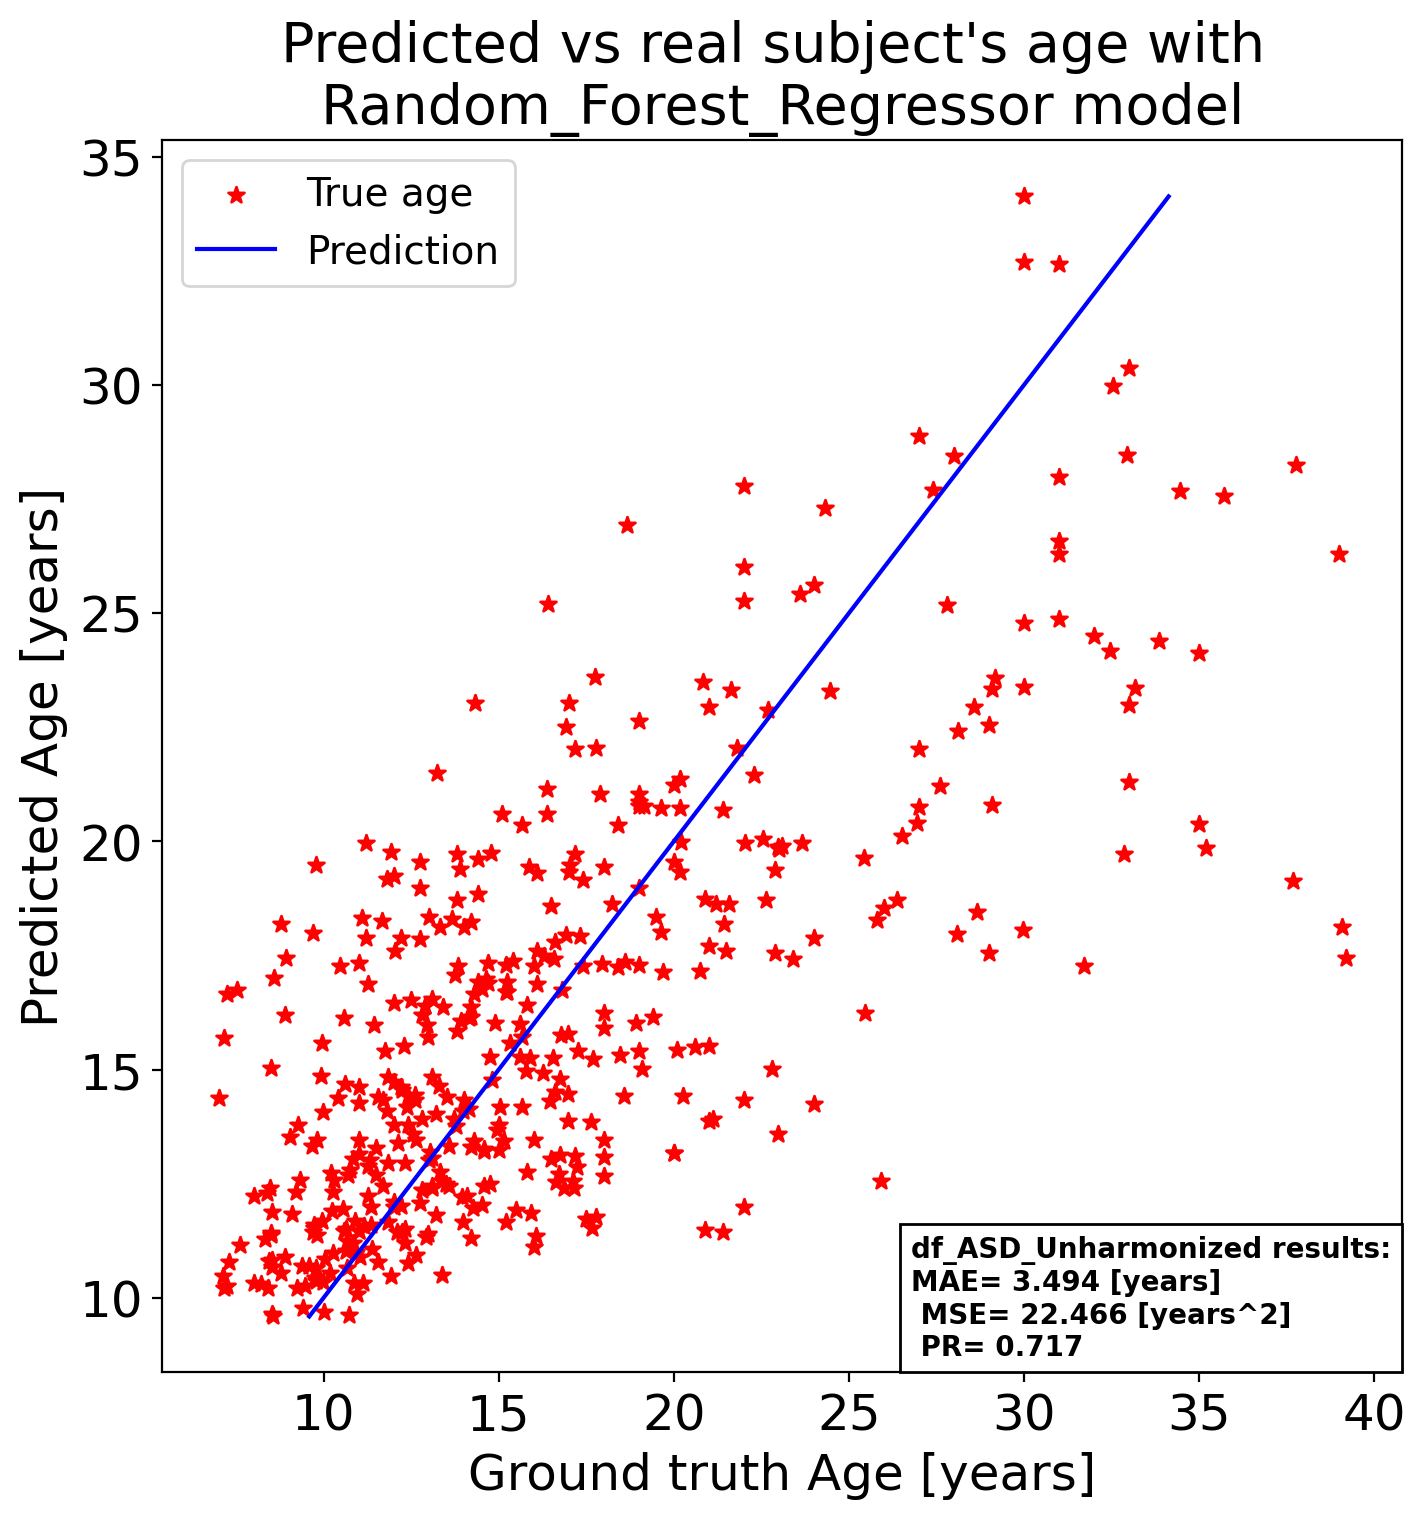 Predicted vs real subject's age with
Random_Forest_Regressor model
35
30
25
20
15
10
Predicted Age [years]
True age
Prediction
df_ASD_Unharmonized results:
MAE= 3.494 [years]
MSE= 22.466 [years^2]
PR= 0.717
10 15 20 25 30 35 40
Ground truth Age [years]